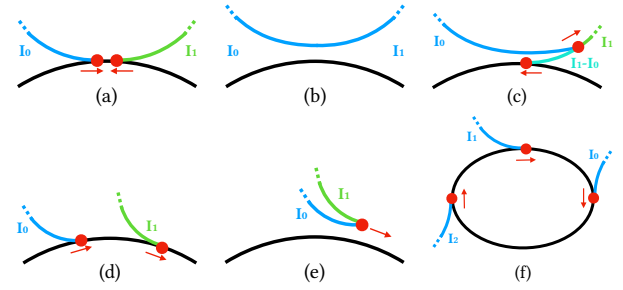 I₀ I₁
(a)
I₀ I₁
(b)
I₀ I₁
I₁-I₀
(c)
I₀ I₁
(d)
I₁
I₀
(e)
I₁ I₀
I₂
(f)